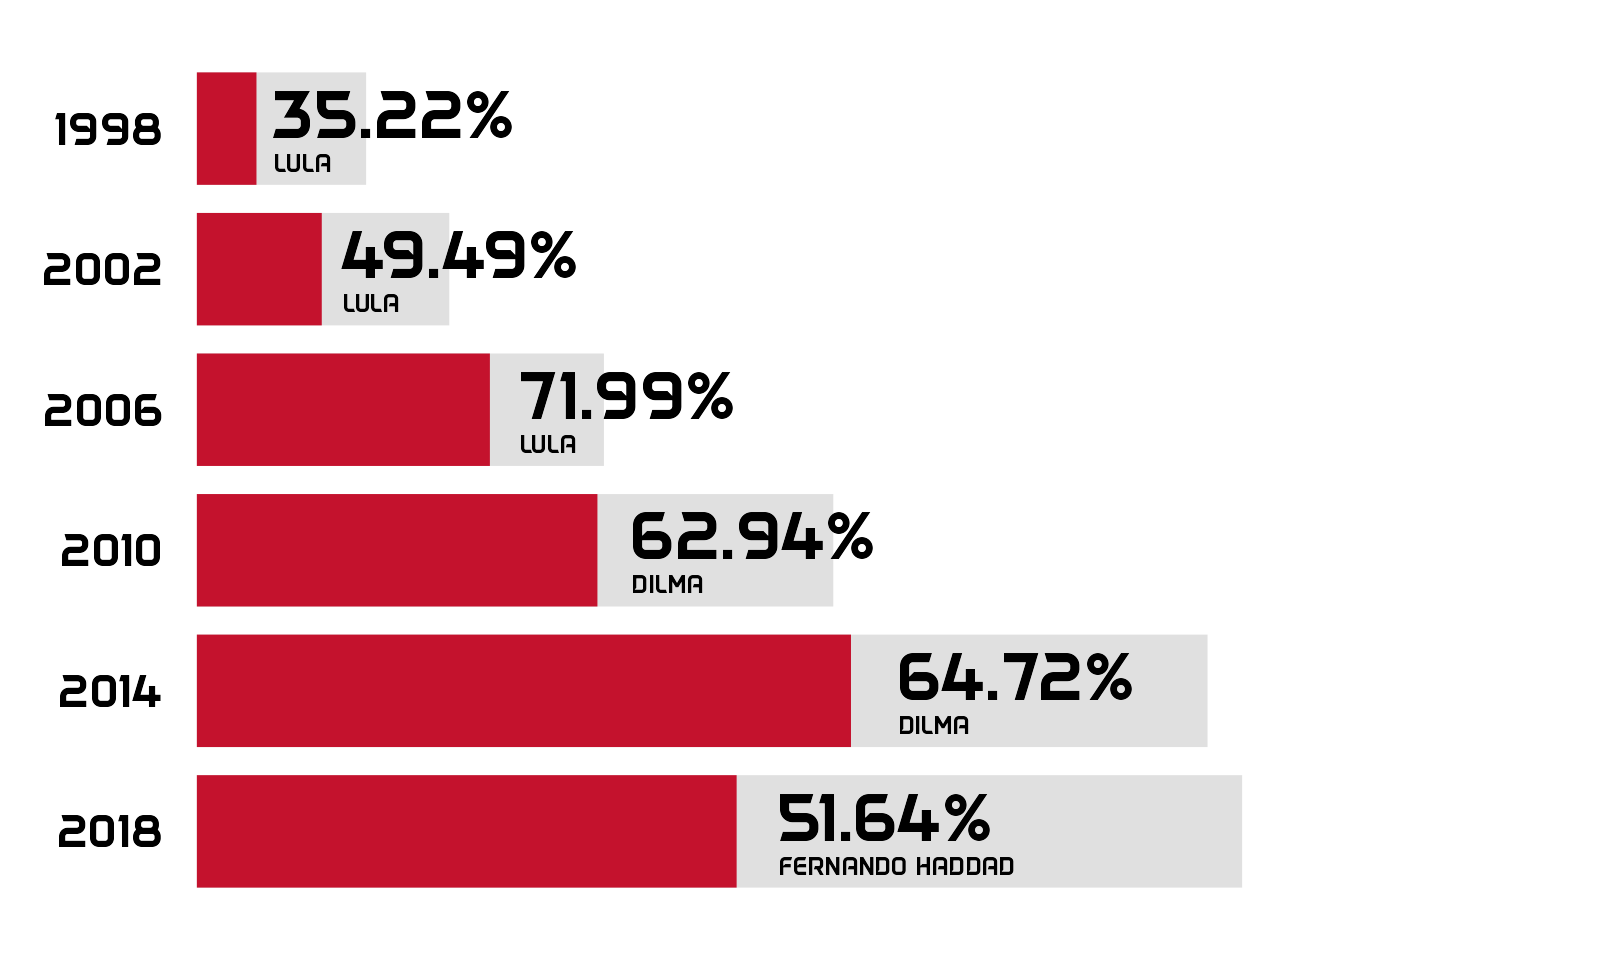 1998
35.22%
LULA
2002
49.49%
LULA
2006
71.99%
LULA
2010
62.94%
DILMA
2014
64.72%
DILMA
2018
51.64%
FERNANDO HADDAD